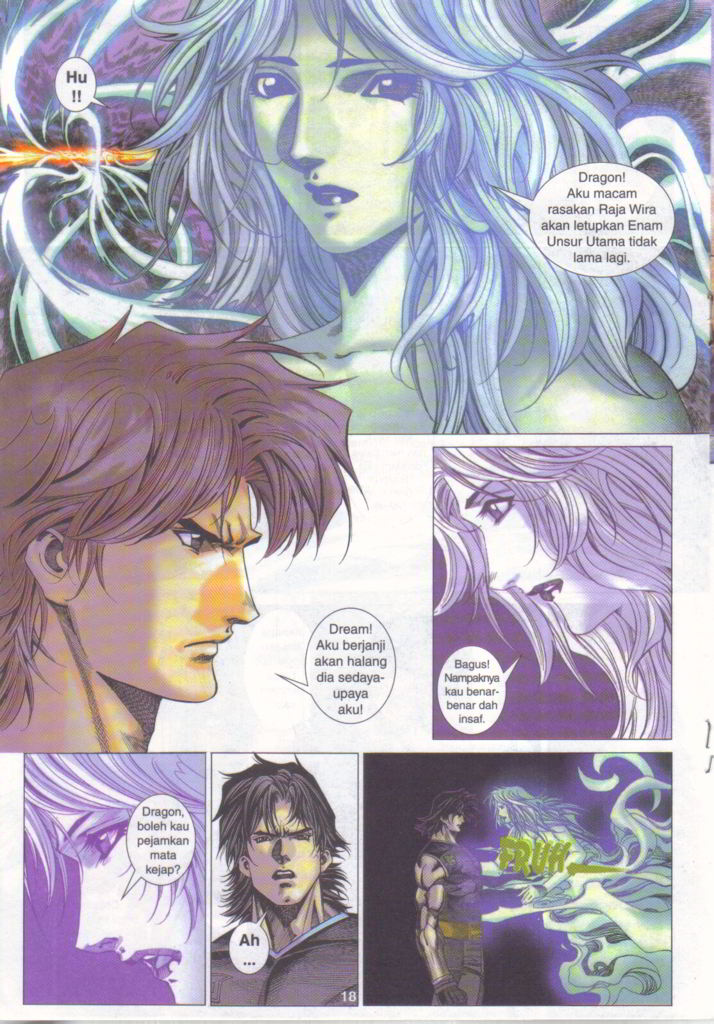 Hu
!!
Dragon!
Aku macam
rasakan Raja Wira
akan letupkan Enam
Unsur Utama tidak
lama lagi.
Dream!
Aku berjanji
akan halang
dia sedaya-
upaya
aku!
Bagus!
Nampaknya
kau benar-
benar dah
insaf.
Dragon,
boleh kau
pejamkan
mata
kejap?
Ah
...
FRUH
18